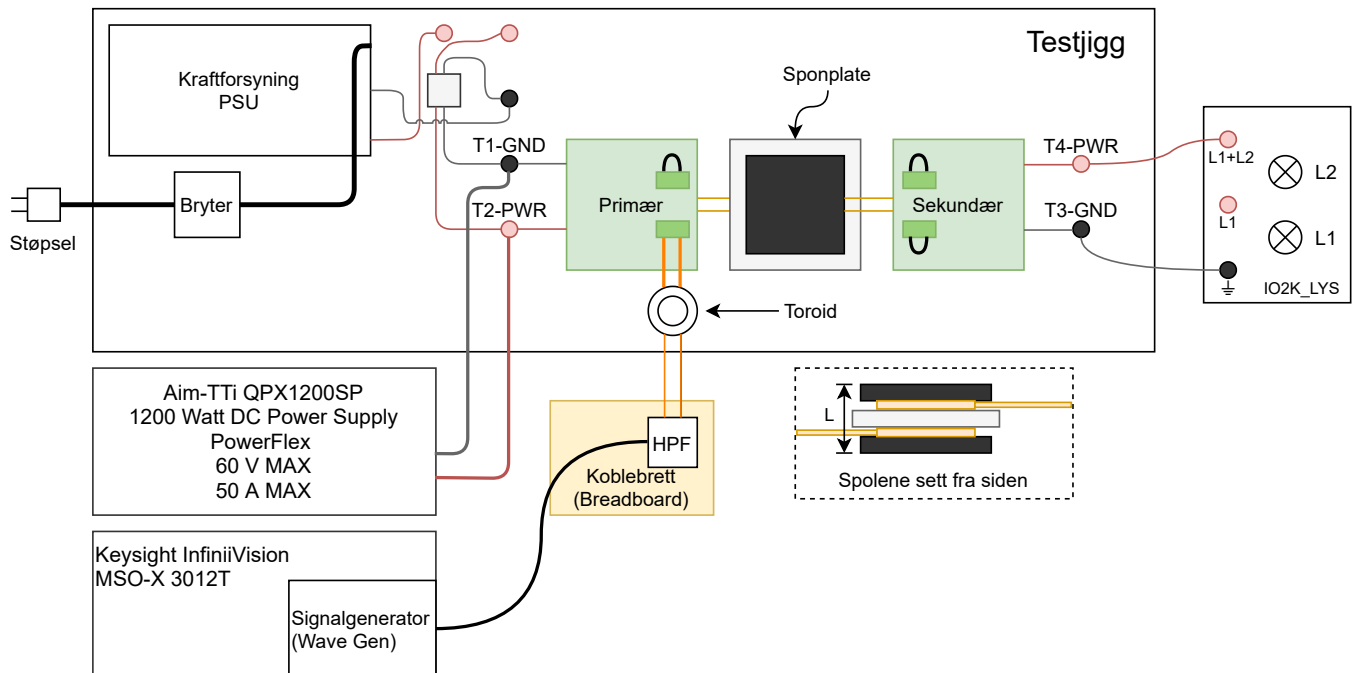 Testjigg
Kraftforsyning
PSU
Sponplate
T1-GND
T4-PWR
L1+L2
L2
Støpsel
Bryter
T2-PWR
Primær
Sekundær
T3-GND
L1
L1
IO2K_LYS
Toroid
Aim-TTi QPX1200SP
1200 Watt DC Power Supply
PowerFlex
60 V MAX
50 A MAX
HPF
Koblebrett
(Breadboard)
L
Spolene sett fra siden
Keysight InfiniiVision
MSO-X 3012T
Signalgenerator
(Wave Gen)